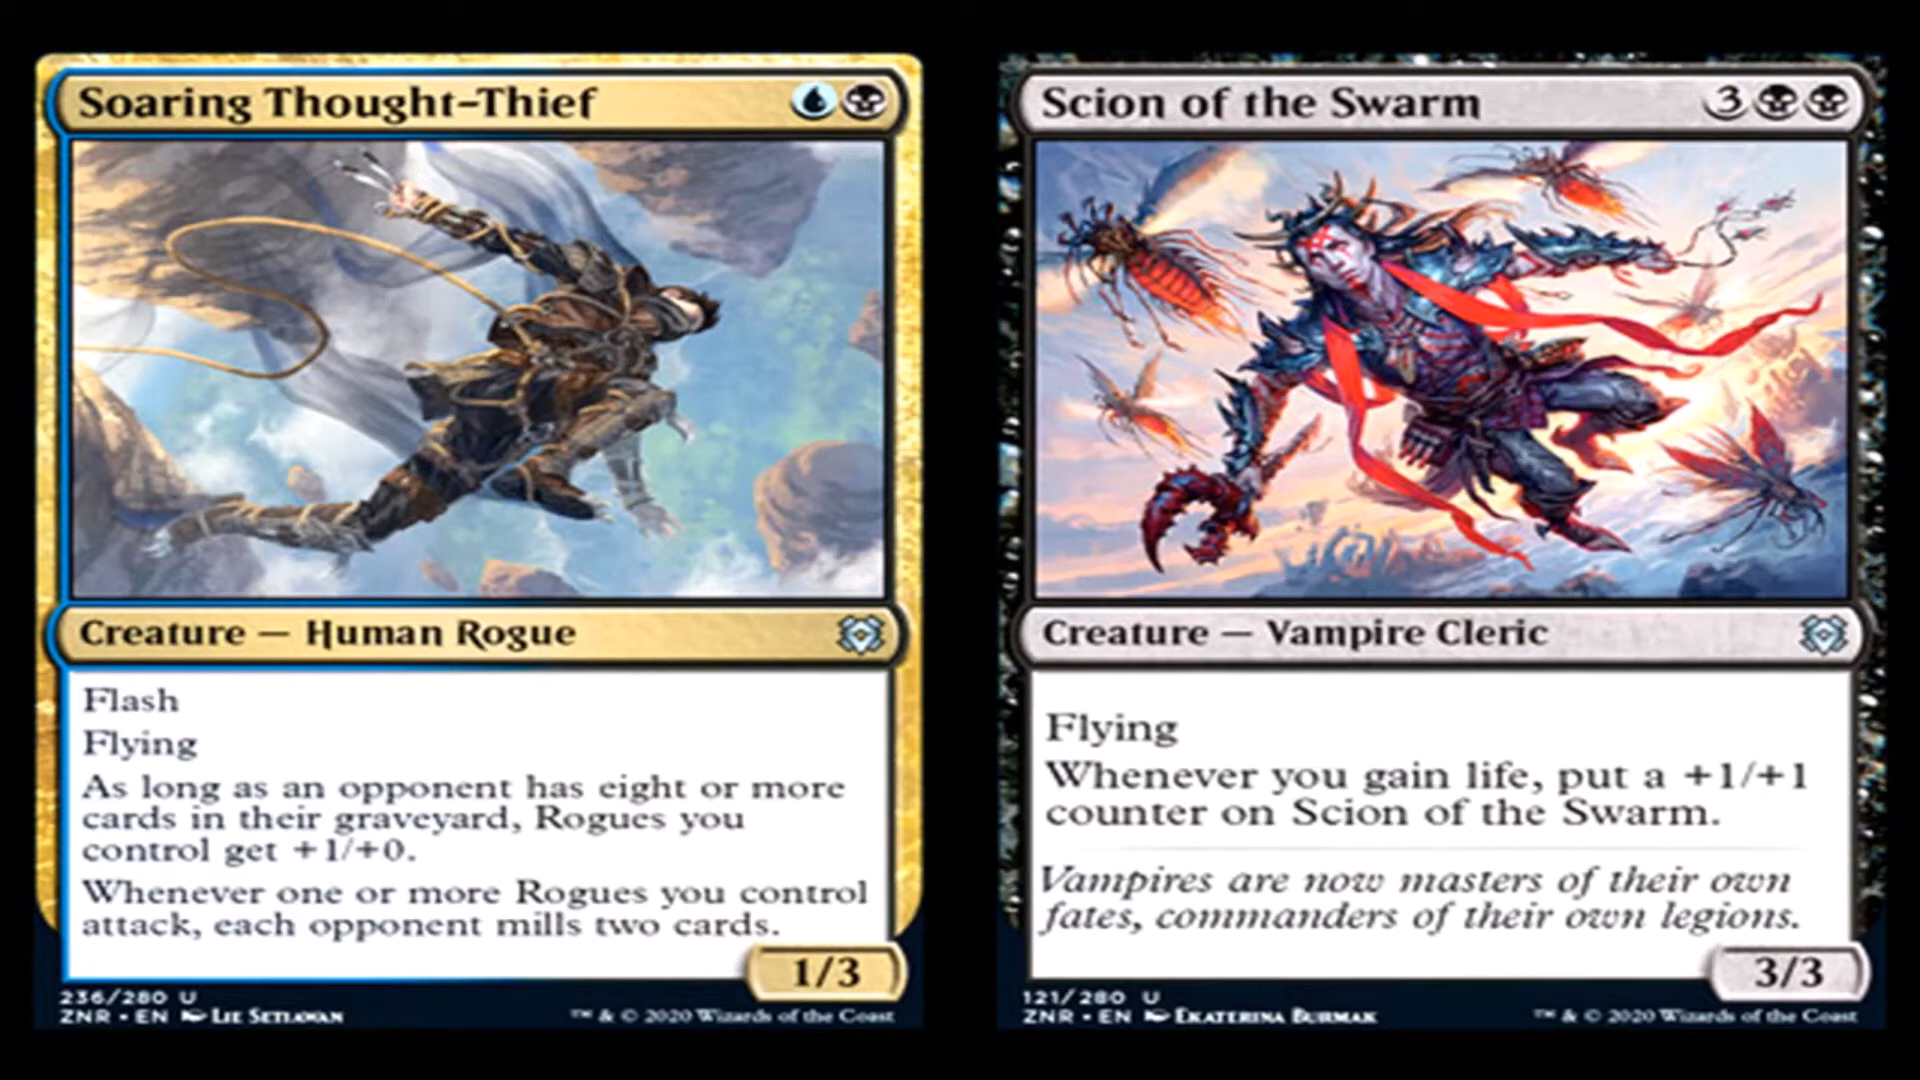 Soaring Thought-Thief
Creature — Human Rogue
Flash
Flying
As long as an opponent has eight or more
cards in their graveyard, Rogues you
control get +1/+0.
Whenever one or more Rogues you control
attack, each opponent mills two cards.
1/3
236/280 U
ZNR • EN Lie Setiawan
™ & © 2020 Wizards of the Coast
Scion of the Swarm
3
Creature — Vampire Cleric
Flying
Whenever you gain life, put a +1/+1
counter on Scion of the Swarm.
Vampires are now masters of their own
fates, commanders of their own legions.
3/3
121/280 U
ZNR • EN Ekaterina Burmak
™ & © 2020 Wizards of the Coast